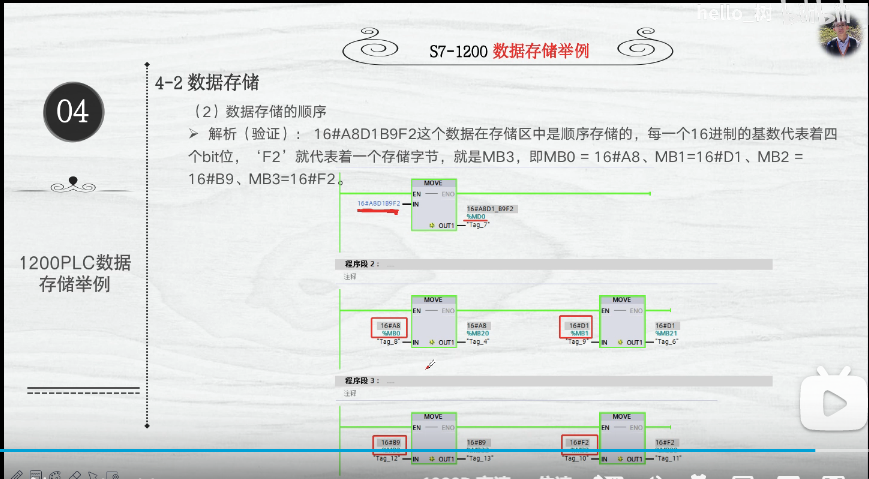 S7-1200 数据存储举例
04
4-2 数据存储
（2）数据存储的顺序
➢ 解析（验证）： 16#A8D1B9F2这个数据在存储区中是顺序存储的，每一个16进制的基数代表着四
个bit位，‘F2’就代表着一个存储字节，就是MB3，即MB0 = 16#A8、MB1=16#D1、MB2 =
16#B9、MB3=16#F2。
1200PLC数据
存储举例
MOVE
EN ENO
16#A8D1B9F2 IN
16#A8D1_B9F2
%MD0
OUT1 "Tag_7"
程序段 2：
注释
MOVE MOVE
EN ENO EN ENO
16#A8 16#A8 16#D1 16#D1
%MB0 %MB20 %MB1 %MB21
"Tag_8" IN OUT1 "Tag_4" "Tag_9" IN OUT1 "Tag_6"
程序段 3：
注释
MOVE MOVE
EN ENO EN ENO
16#B9 16#B9 16#F2 16#F2
"Tag_12" IN OUT1 "Tag_13" "Tag_10" IN OUT1 "Tag_11"